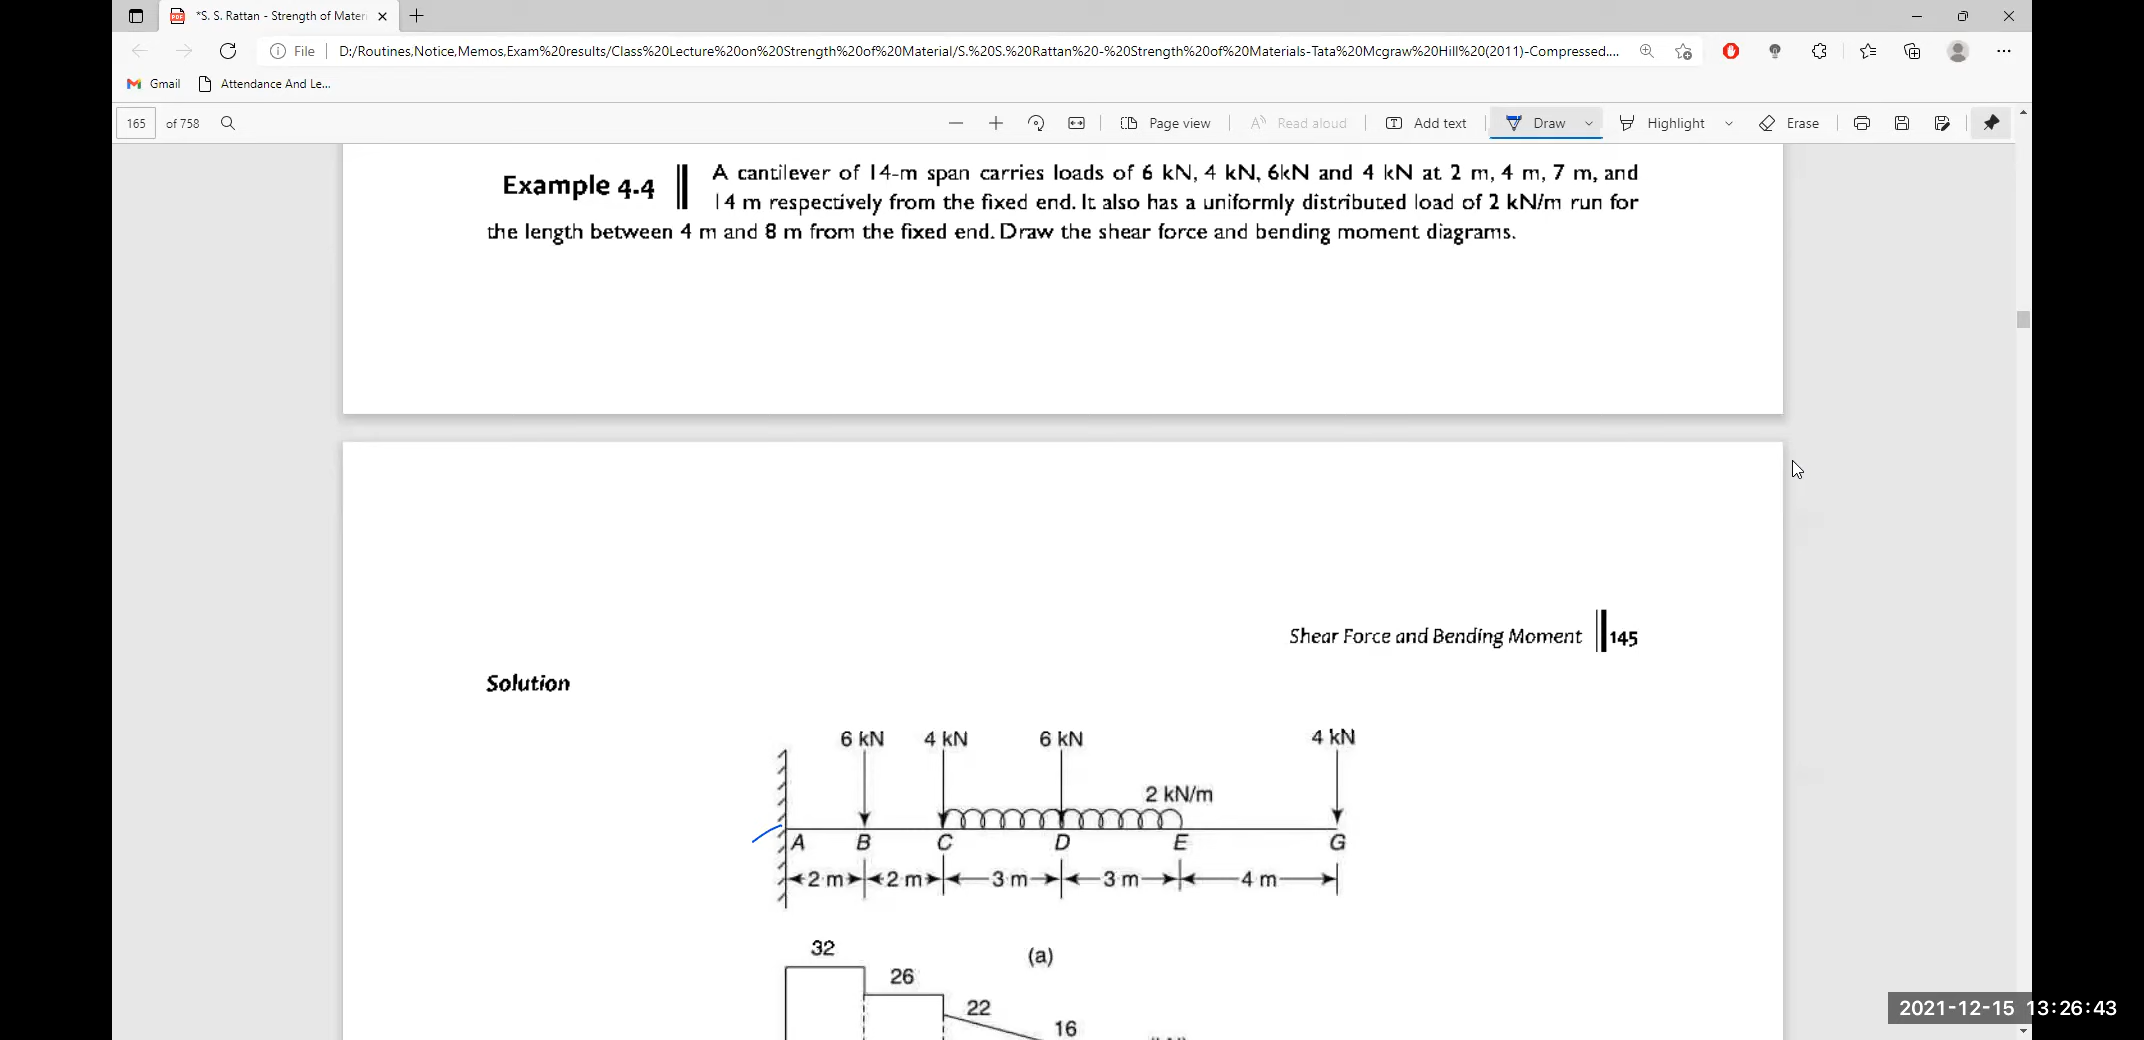 *S. S. Rattan - Strength of Mater
File
D:/Routines,Notice,Memos,Exam%20results/Class%20Lecture%20on%20Strength%20of%20Material/S.%20S.%20Rattan%20-%20Strength%20of%20Materials-Tata%20Mcgraw%20Hill%20(2011)-Compressed....
Gmail
Attendance And Le...
165 of 758
Page view
Read aloud
Add text
Draw
Highlight
Erase
Example 4.4 A cantilever of 14-m span carries loads of 6 kN, 4 kN, 6kN and 4 kN at 2 m, 4 m, 7 m, and
14 m respectively from the fixed end. It also has a uniformly distributed load of 2 kN/m run for
the length between 4 m and 8 m from the fixed end. Draw the shear force and bending moment diagrams.
Shear Force and Bending Moment 145
Solution
6 kN 4 kN 6 kN 4 kN
2 kN/m
A B C D E G
2 m 2 m 3 m 3 m 4 m
(a)
32
26
22
16
2021-12-15 13:26:43